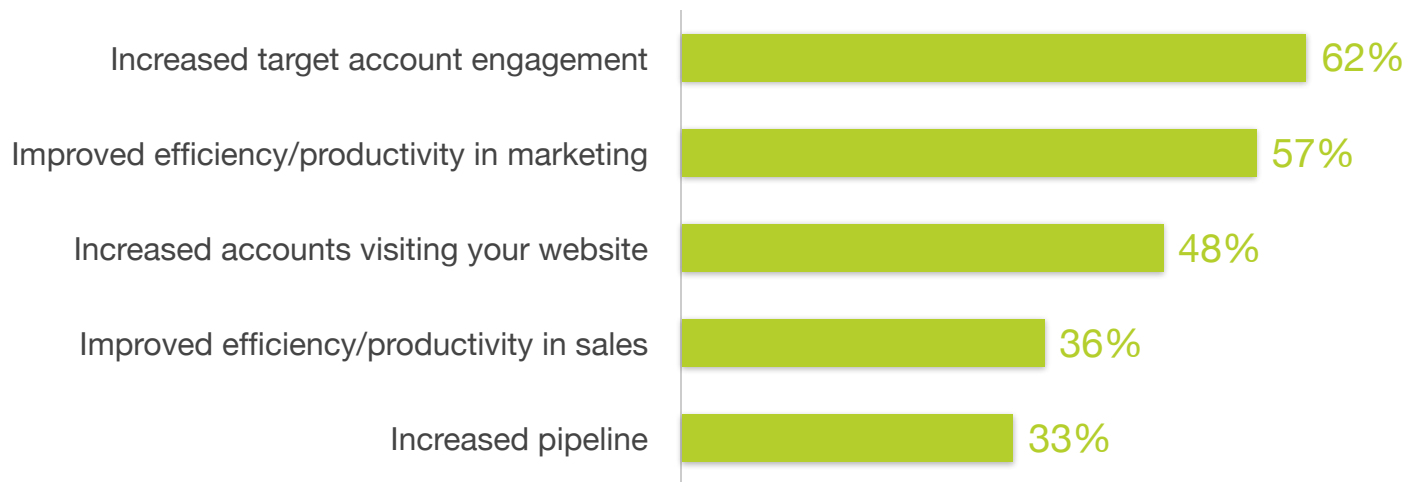 Increased target account engagement 62%
Improved efficiency/productivity in marketing 57%
Increased accounts visiting your website 48%
Improved efficiency/productivity in sales 36%
Increased pipeline 33%